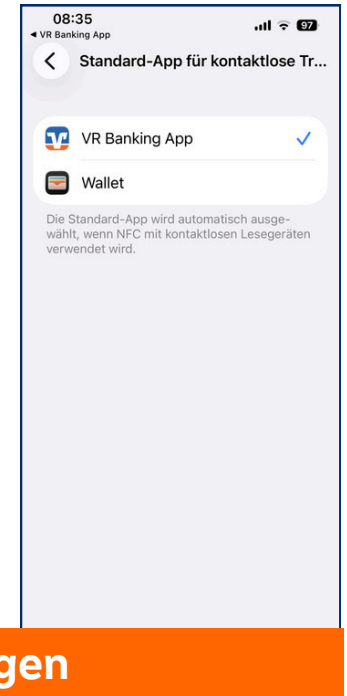 08:35
97
VR Banking App
Standard-App für kontaktlose Tr...
VR Banking App
Wallet
Die Standard-App wird automatisch ausge-
wählt, wenn NFC mit kontaktlosen Lesegeräten
verwendet wird.
gen